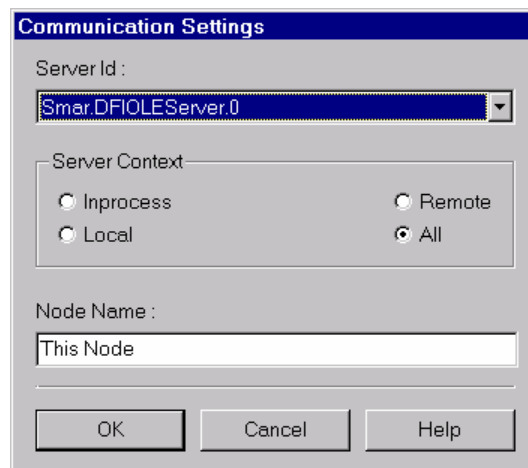 Communication Settings
Server Id :
Smar.DFIOLEServer.0
Server Context
Inprocess Remote
Local All
Node Name :
This Node
OK Cancel Help